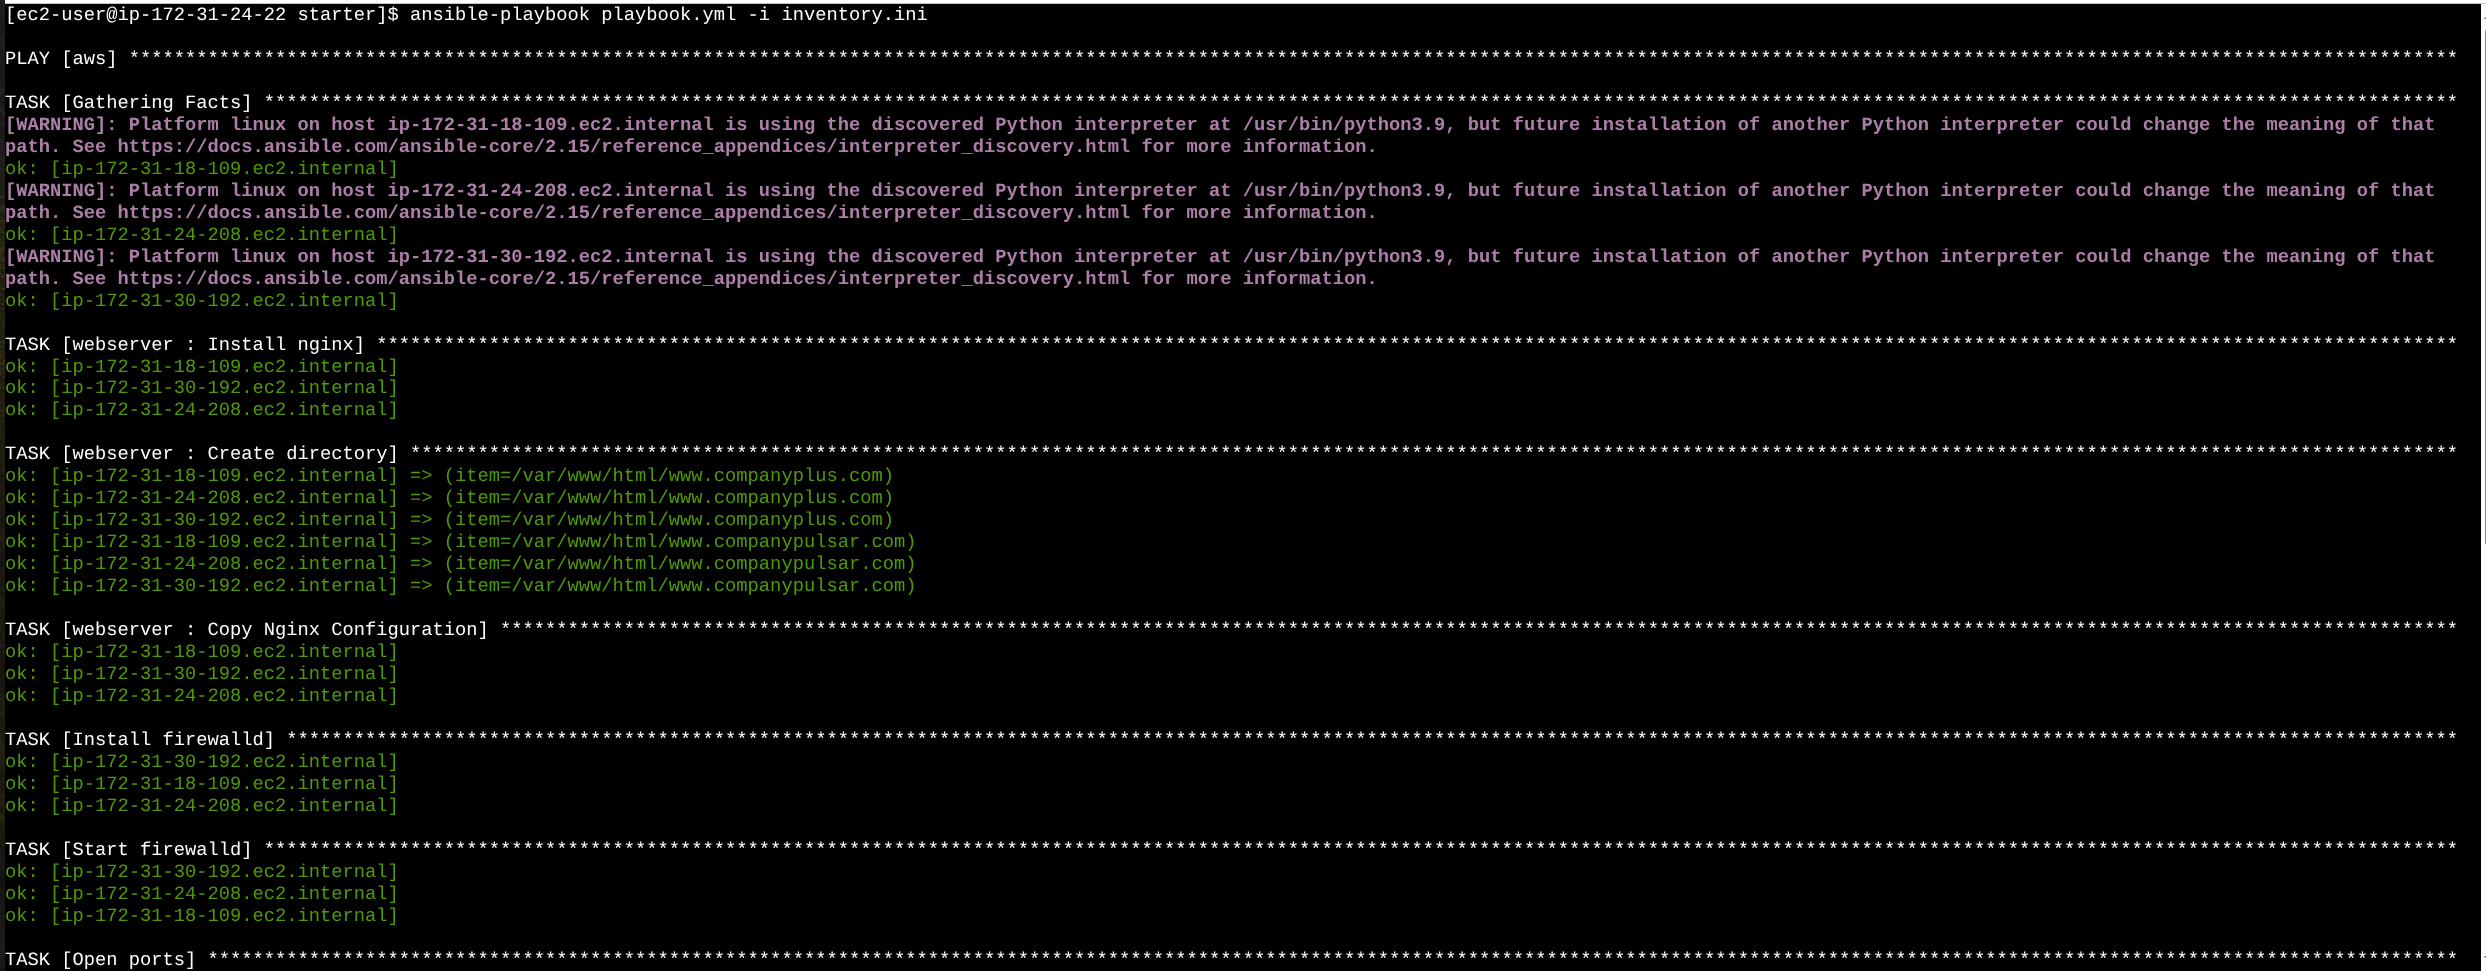 [ec2-user@ip-172-31-24-22 starter]$ ansible-playbook playbook.yml -i inventory.ini
PLAY [aws] ***************************************************************************************************************************************************************************************************************
TASK [Gathering Facts] ***************************************************************************************************************************************************************************************************
[WARNING]: Platform linux on host ip-172-31-18-109.ec2.internal is using the discovered Python interpreter at /usr/bin/python3.9, but future installation of another Python interpreter could change the meaning of that
path. See https://docs.ansible.com/ansible-core/2.15/reference_appendices/interpreter_discovery.html for more information.
ok: [ip-172-31-18-109.ec2.internal]
[WARNING]: Platform linux on host ip-172-31-24-208.ec2.internal is using the discovered Python interpreter at /usr/bin/python3.9, but future installation of another Python interpreter could change the meaning of that
path. See https://docs.ansible.com/ansible-core/2.15/reference_appendices/interpreter_discovery.html for more information.
ok: [ip-172-31-24-208.ec2.internal]
[WARNING]: Platform linux on host ip-172-31-30-192.ec2.internal is using the discovered Python interpreter at /usr/bin/python3.9, but future installation of another Python interpreter could change the meaning of that
path. See https://docs.ansible.com/ansible-core/2.15/reference_appendices/interpreter_discovery.html for more information.
ok: [ip-172-31-30-192.ec2.internal]
TASK [webserver : Install nginx] *****************************************************************************************************************************************************************************************
ok: [ip-172-31-18-109.ec2.internal]
ok: [ip-172-31-30-192.ec2.internal]
ok: [ip-172-31-24-208.ec2.internal]
TASK [webserver : Create directory] **************************************************************************************************************************************************************************************
ok: [ip-172-31-18-109.ec2.internal] => (item=/var/www/html/www.companyplus.com)
ok: [ip-172-31-24-208.ec2.internal] => (item=/var/www/html/www.companyplus.com)
ok: [ip-172-31-30-192.ec2.internal] => (item=/var/www/html/www.companyplus.com)
ok: [ip-172-31-18-109.ec2.internal] => (item=/var/www/html/www.companypulsar.com)
ok: [ip-172-31-24-208.ec2.internal] => (item=/var/www/html/www.companypulsar.com)
ok: [ip-172-31-30-192.ec2.internal] => (item=/var/www/html/www.companypulsar.com)
TASK [webserver : Copy Nginx Configuration] ******************************************************************************************************************************************************************************
ok: [ip-172-31-18-109.ec2.internal]
ok: [ip-172-31-30-192.ec2.internal]
ok: [ip-172-31-24-208.ec2.internal]
TASK [Install firewalld] *************************************************************************************************************************************************************************************************
ok: [ip-172-31-30-192.ec2.internal]
ok: [ip-172-31-18-109.ec2.internal]
ok: [ip-172-31-24-208.ec2.internal]
TASK [Start firewalld] ***************************************************************************************************************************************************************************************************
ok: [ip-172-31-30-192.ec2.internal]
ok: [ip-172-31-24-208.ec2.internal]
ok: [ip-172-31-18-109.ec2.internal]
TASK [Open ports] ********************************************************************************************************************************************************************************************************